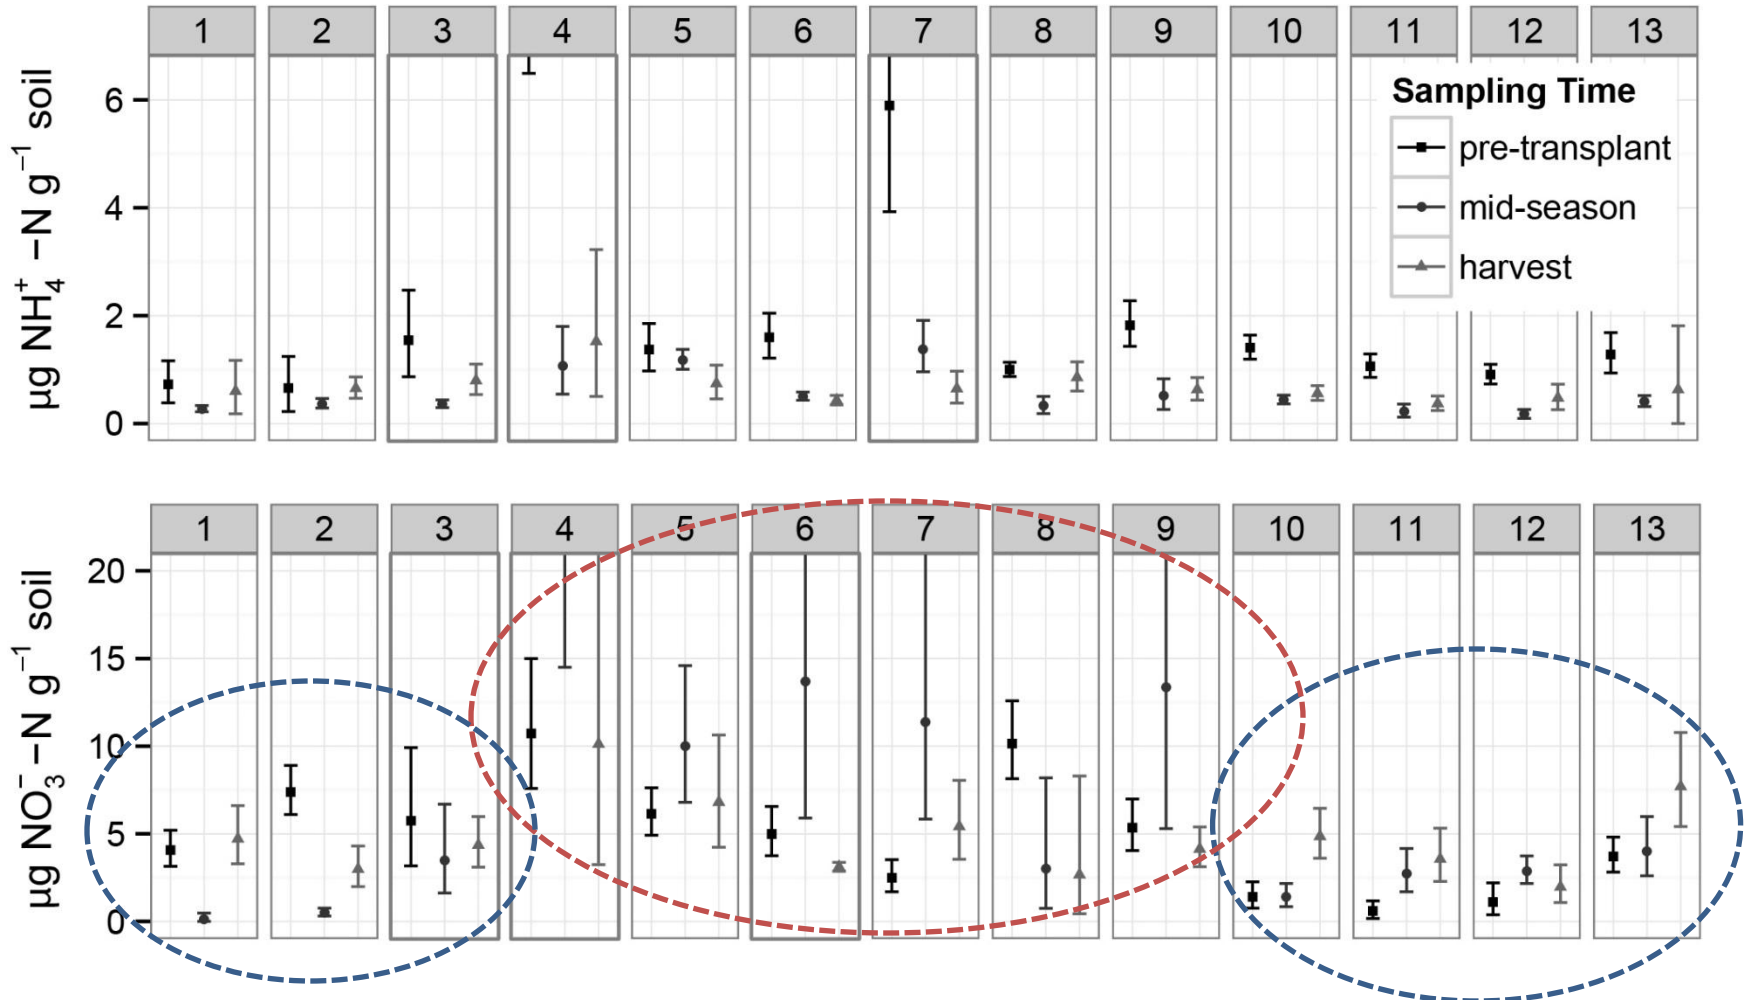 1 2 3 4 5 6 7 8 9 10 11 12 13
µg NH₄⁺ –N g⁻¹ soil
6
4
2
0
Sampling Time
pre-transplant
mid-season
harvest
1 2 3 4 5 6 7 8 9 10 11 12 13
µg NO₃⁻–N g⁻¹ soil
20
15
10
5
0